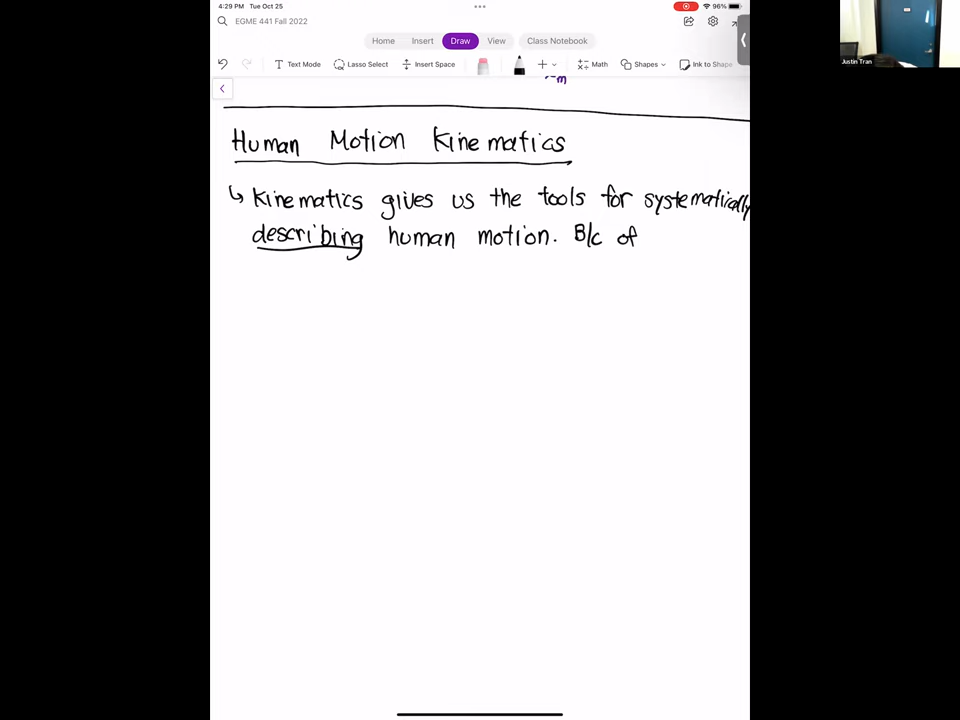 4:29 PM Tue Oct 25
96%
EGME 441 Fall 2022
Home Insert Draw View Class Notebook
Text Mode Lasso Select Insert Space Math Shapes Ink to Shape
m
Human Motion Kinematics
Kinematics gives us the tools for systematically
describing human motion. B/c of
Justin Tran